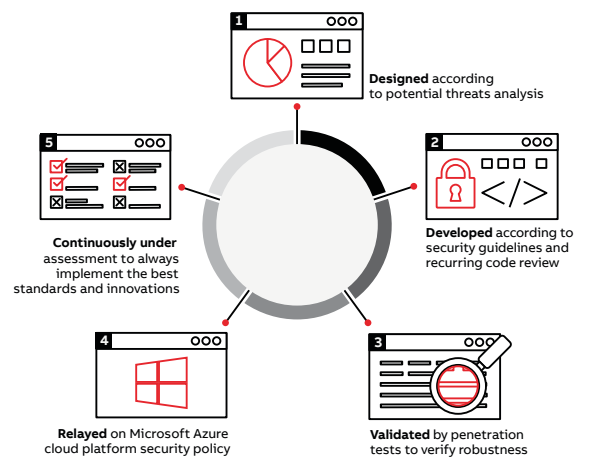 1
Designed according
to potential threats analysis
2
</>
Developed according to
security guidelines and
recurring code review
3
Validated by penetration
tests to verify robustness
4
Relayed on Microsoft Azure
cloud platform security policy
5
Continuously under
assessment to always
implement the best
standards and innovations